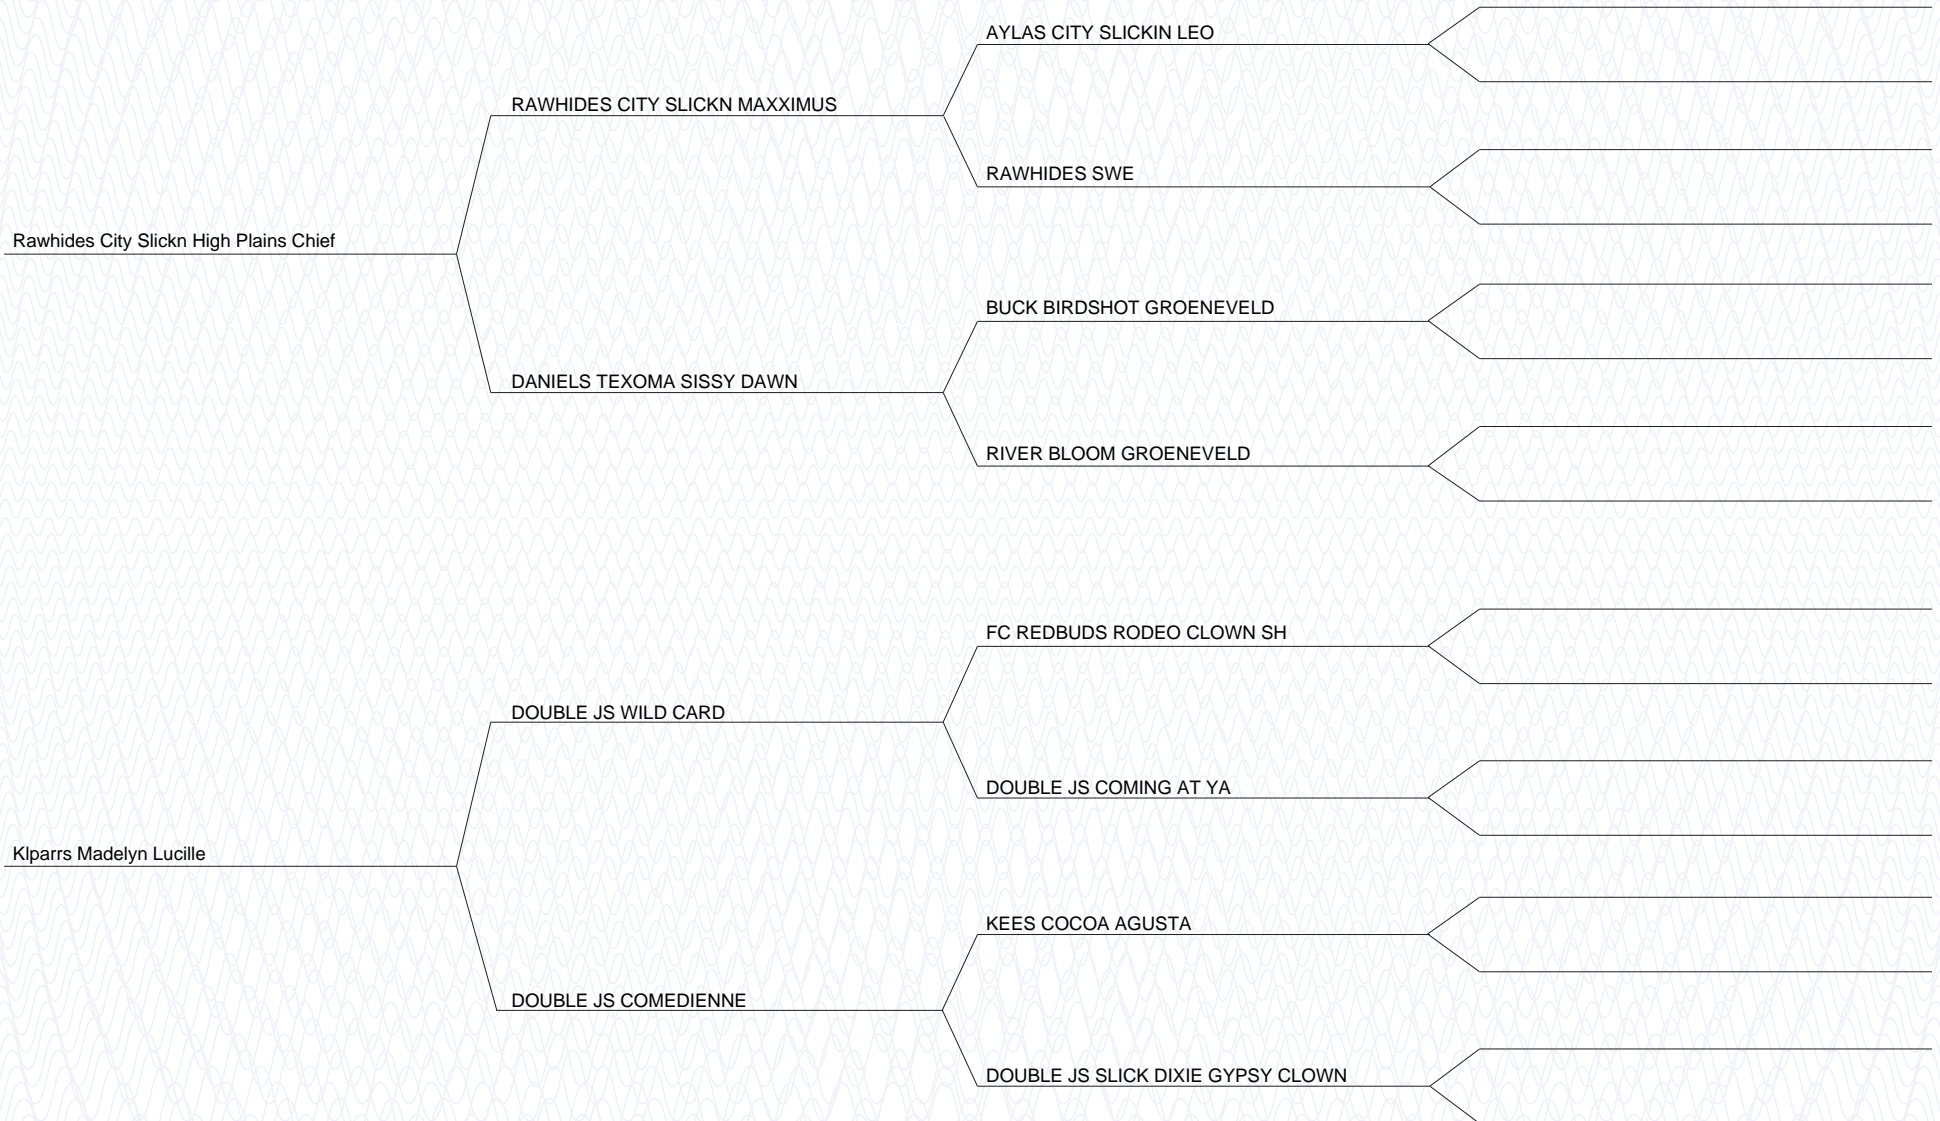 AYLAS CITY SLICKIN LEO
RAWHIDES CITY SLICKN MAXXIMUS
RAWHIDES SWE
Rawhides City Slickn High Plains Chief
BUCK BIRDSHOT GROENEVELD
DANIELS TEXOMA SISSY DAWN
RIVER BLOOM GROENEVELD
FC REDBUDS RODEO CLOWN SH
DOUBLE JS WILD CARD
DOUBLE JS COMING AT YA
Klparrs Madelyn Lucille
KEES COCOA AGUSTA
DOUBLE JS COMEDIENNE
DOUBLE JS SLICK DIXIE GYPSY CLOWN